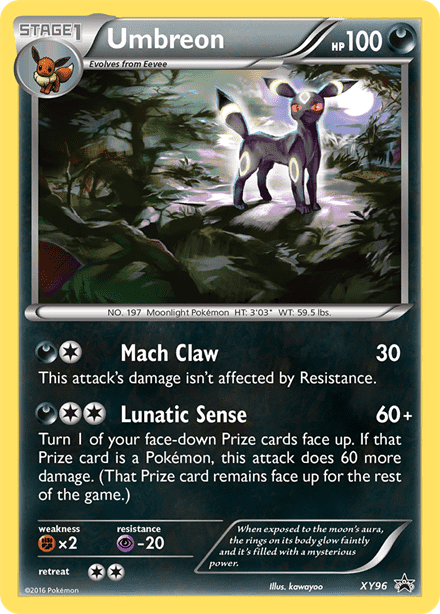 STAGE1 Umbreon HP100
Evolves from Eevee
NO. 197 Moonlight Pokémon HT: 3'03" WT: 59.5 lbs.
Mach Claw 30
This attack's damage isn't affected by Resistance.
Lunatic Sense 60+
Turn 1 of your face-down Prize cards face up. If that
Prize card is a Pokémon, this attack does 60 more
damage. (That Prize card remains face up for the rest
of the game.)
weakness resistance
×2 -20
retreat
When exposed to the moon's aura,
the rings on its body glow faintly
and it's filled with a mysterious
power.
©2016 Pokémon Illus. kawayoo XY96
PROMO